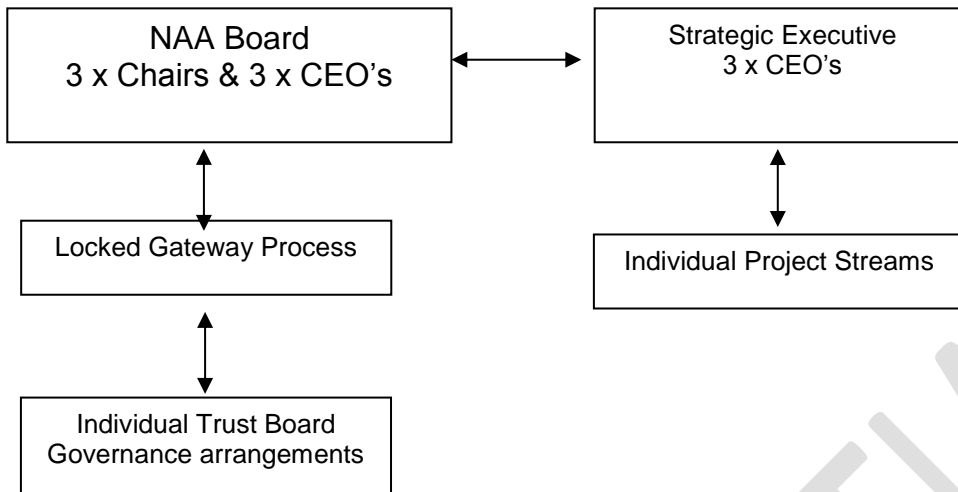 NAA Board
3 x Chairs & 3 x CEO’s
Strategic Executive
3 x CEO’s
Locked Gateway Process
Individual Project Streams
Individual Trust Board
Governance arrangements